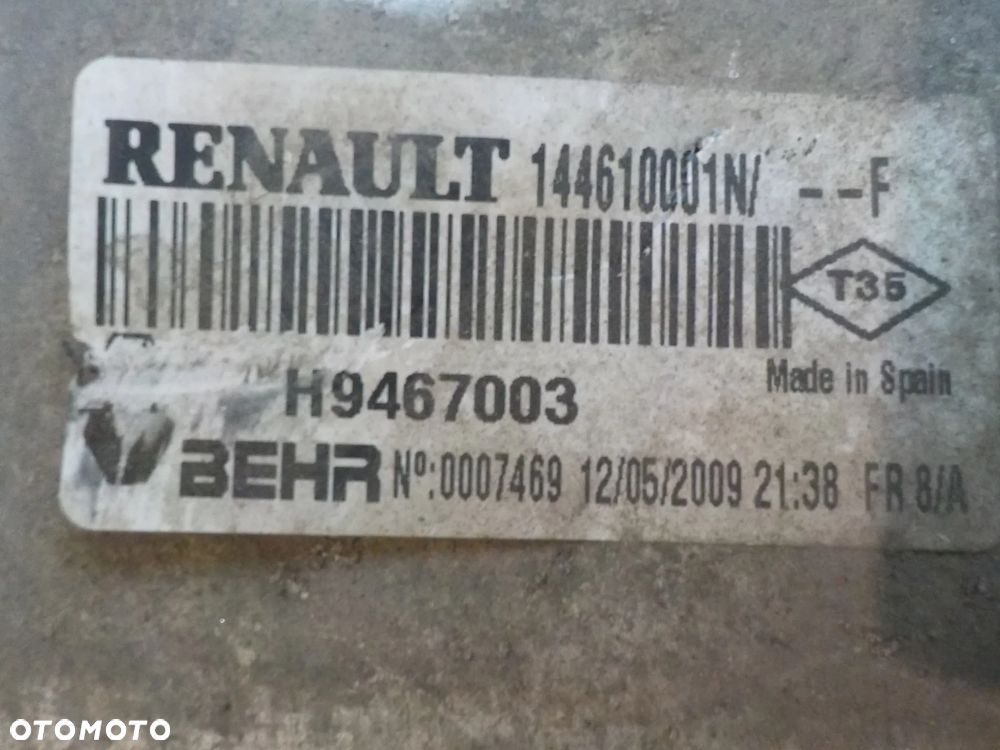 RENAULT 144610001N/ --F
T35
Made in Spain
H9467003
BEHR Nº:0007469 12/05/2009 21:38 FR 8/A
OTOMOTO